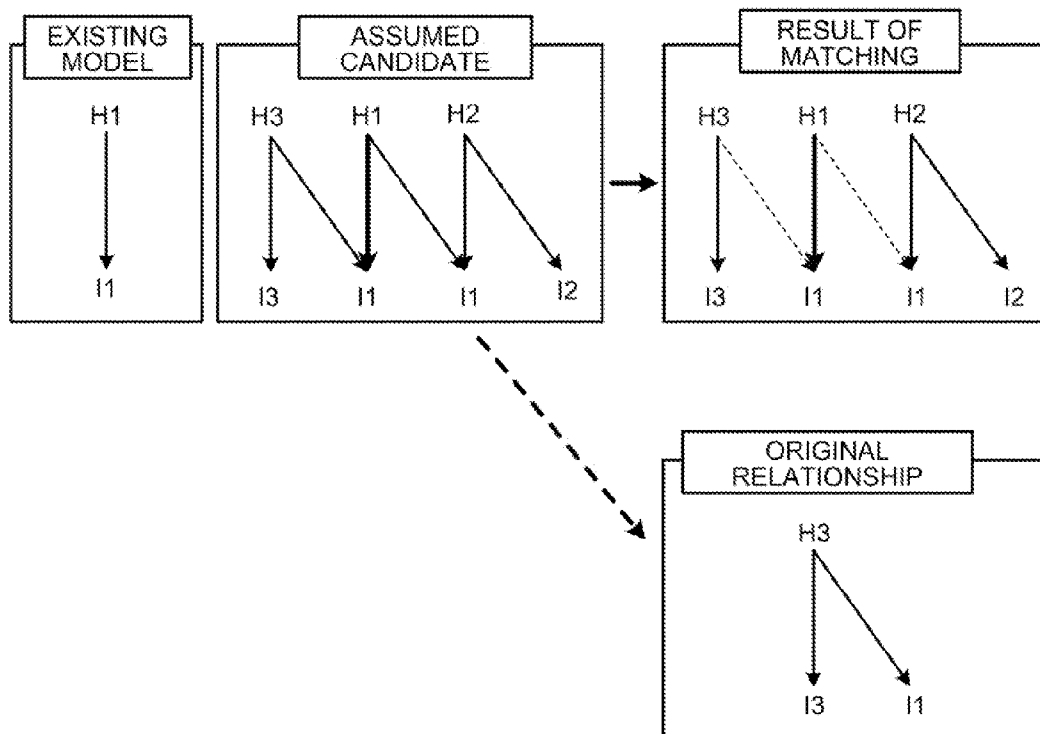 EXISTING
MODEL
H1
I1
ASSUMED
CANDIDATE
H3 H1 H2
I3 I1 I1 I2
RESULT OF
MATCHING
H3 H1 H2
I3 I1 I1 I2
ORIGINAL
RELATIONSHIP
H3
I3 I1